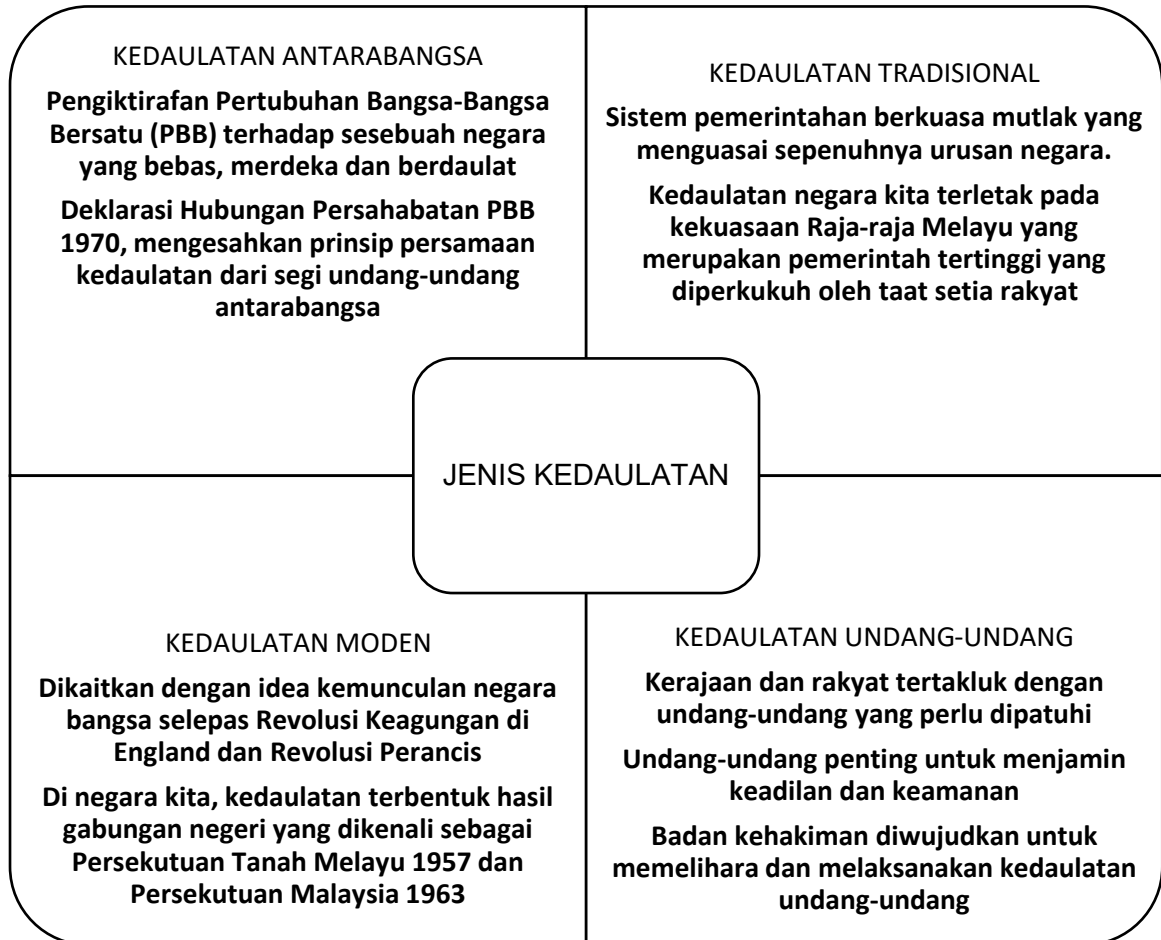 KEDAULATAN ANTARABANGSA
Pengiktirafan Pertubuhan Bangsa-Bangsa
Bersatu (PBB) terhadap sesebuah negara
yang bebas, merdeka dan berdaulat
Deklarasi Hubungan Persahabatan PBB
1970, mengesahkan prinsip persamaan
kedaulatan dari segi undang-undang
antarabangsa
KEDAULATAN TRADISIONAL
Sistem pemerintahan berkuasa mutlak yang
menguasai sepenuhnya urusan negara.
Kedaulatan negara kita terletak pada
kekuasaan Raja-raja Melayu yang
merupakan pemerintah tertinggi yang
diperkukuh oleh taat setia rakyat
JENIS KEDAULATAN
KEDAULATAN MODEN
Dikaitkan dengan idea kemunculan negara
bangsa selepas Revolusi Keagungan di
England dan Revolusi Perancis
Di negara kita, kedaulatan terbentuk hasil
gabungan negeri yang dikenali sebagai
Persekutuan Tanah Melayu 1957 dan
Persekutuan Malaysia 1963
KEDAULATAN UNDANG-UNDANG
Kerajaan dan rakyat tertakluk dengan
undang-undang yang perlu dipatuhi
Undang-undang penting untuk menjamin
keadilan dan keamanan
Badan kehakiman diwujudkan untuk
memelihara dan melaksanakan kedaulatan
undang-undang